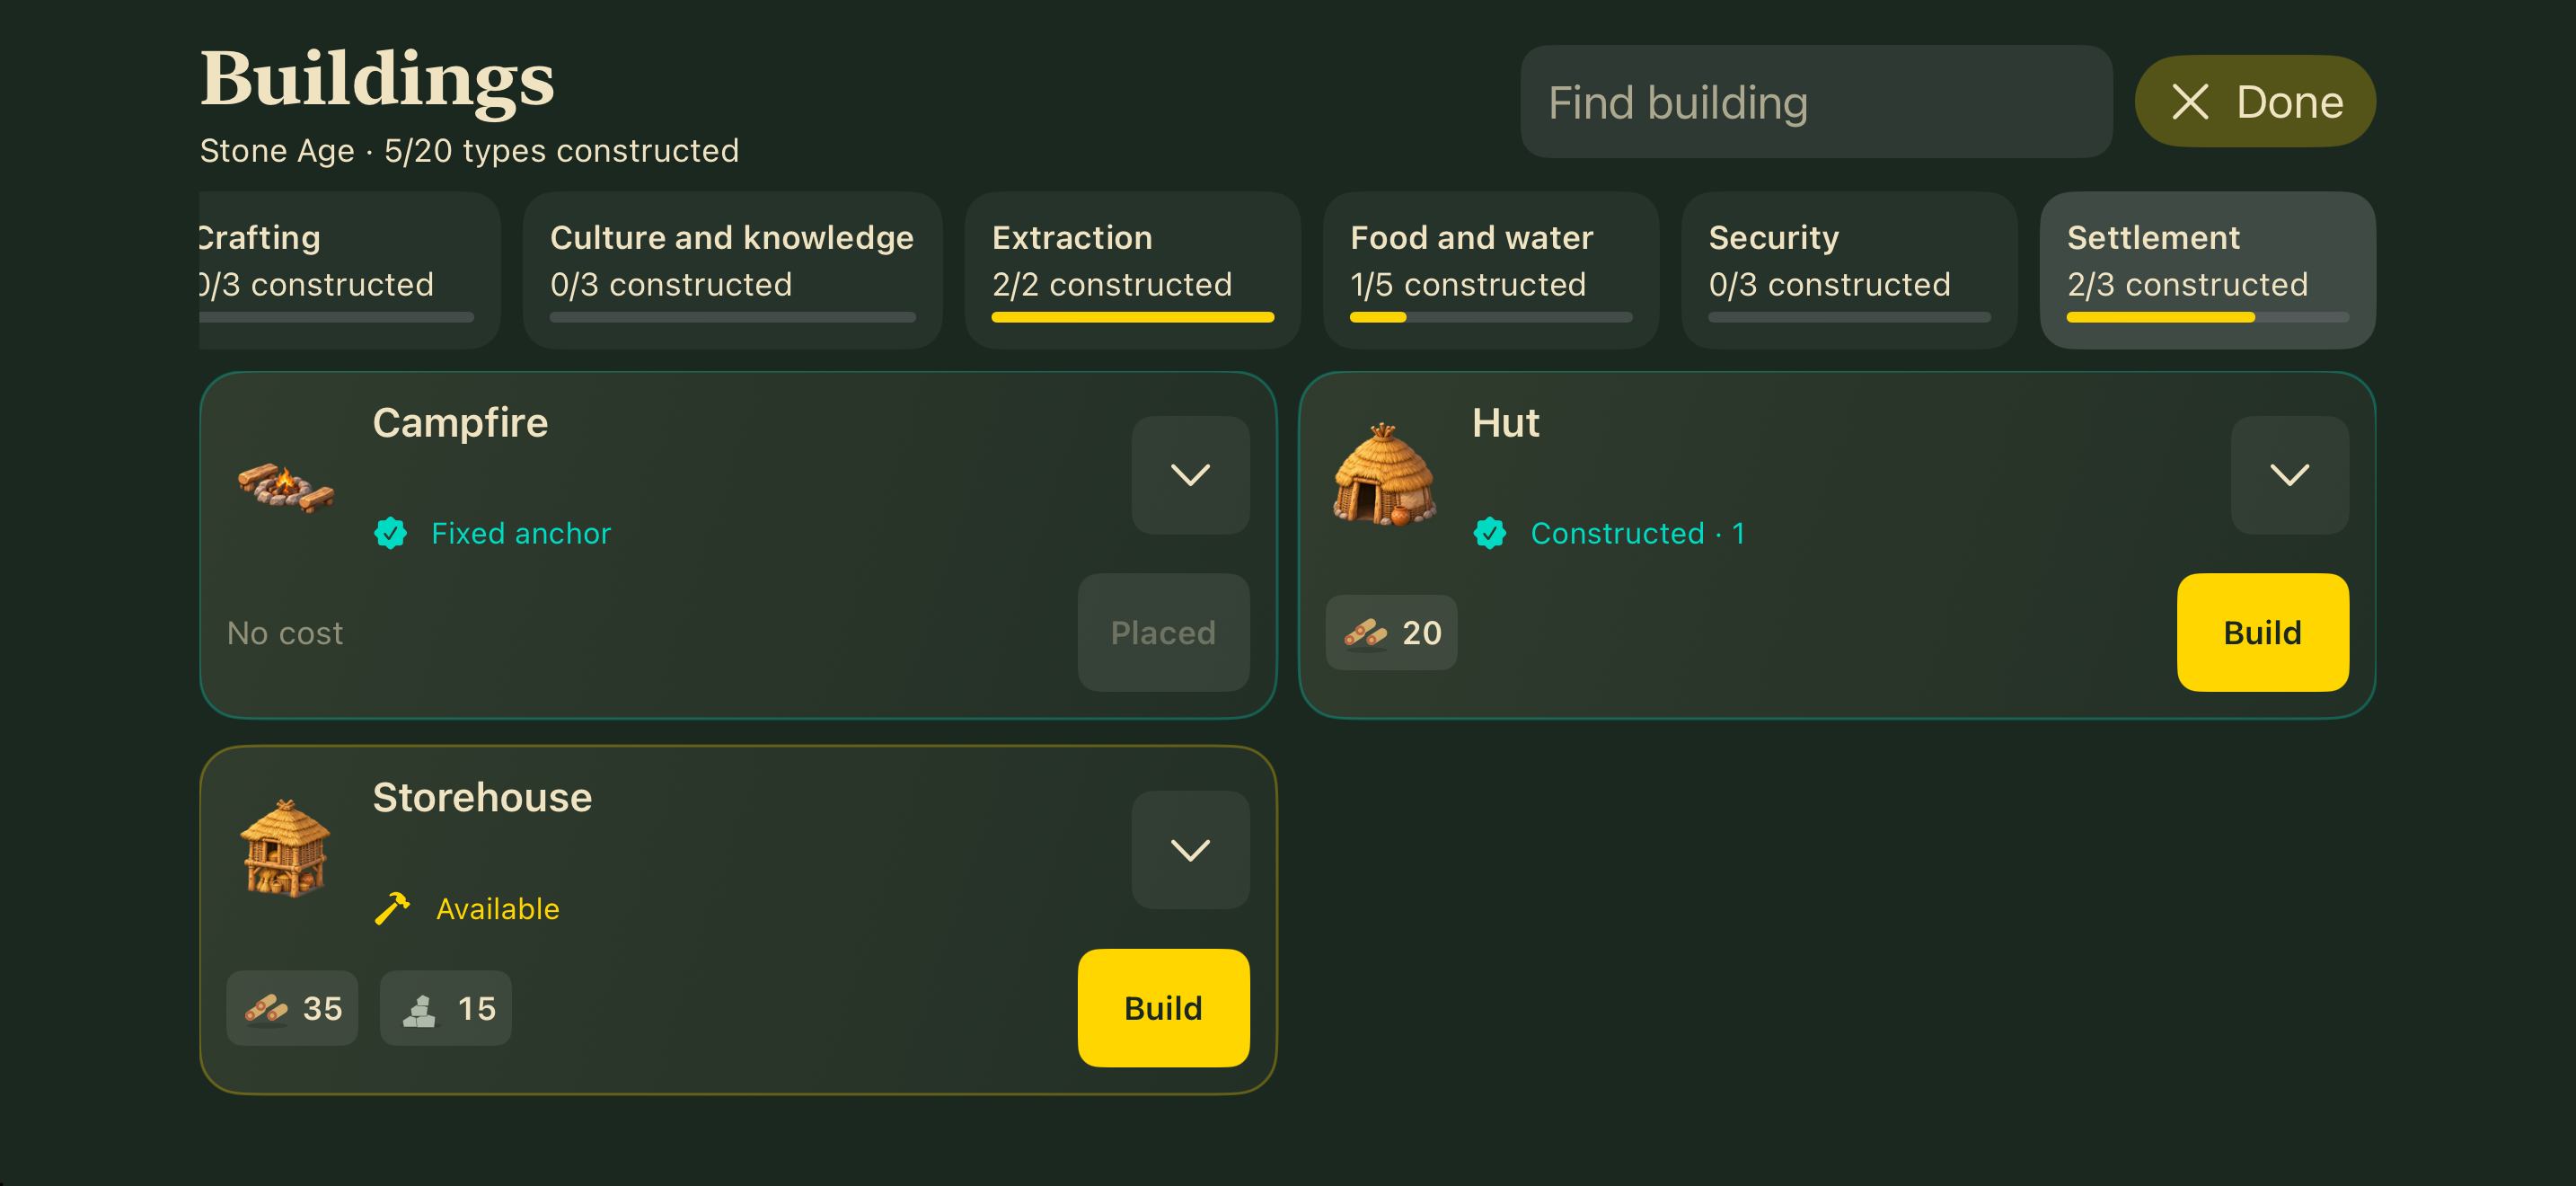 Buildings
Stone Age · 5/20 types constructed
Find building
Done
Crafting
0/3 constructed
Culture and knowledge
0/3 constructed
Extraction
2/2 constructed
Food and water
1/5 constructed
Security
0/3 constructed
Settlement
2/3 constructed
Campfire
Fixed anchor
No cost
Placed
Hut
Constructed · 1
20
Build
Storehouse
Available
35
15
Build